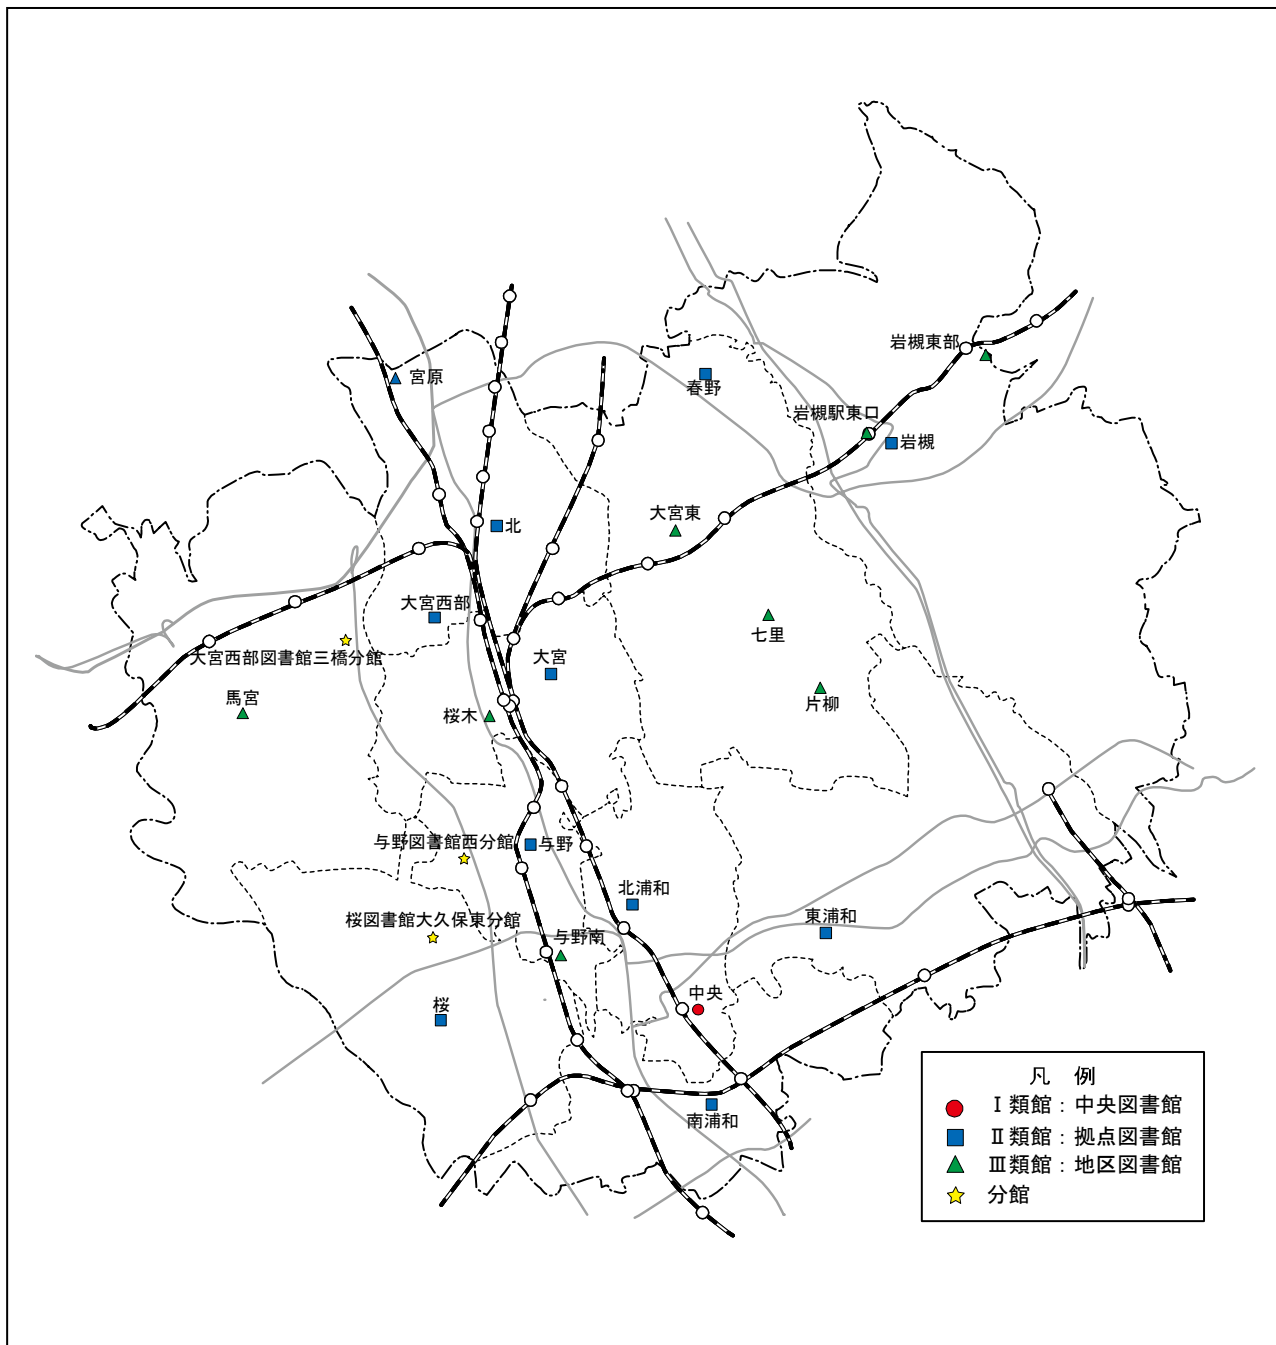 岩槻東部
宮原
春野
岩槻駅東口
岩槻
大宮東
北
大宮西部
七里
大宮西部図書館三橋分館
大宮
馬宮
片柳
桜木
与野図書館西分館
与野
北浦和
桜図書館大久保東分館
東浦和
与野南
中央
桜
南浦和
凡　例
Ⅰ類館：中央図書館
Ⅱ類館：拠点図書館
Ⅲ類館：地区図書館
分館